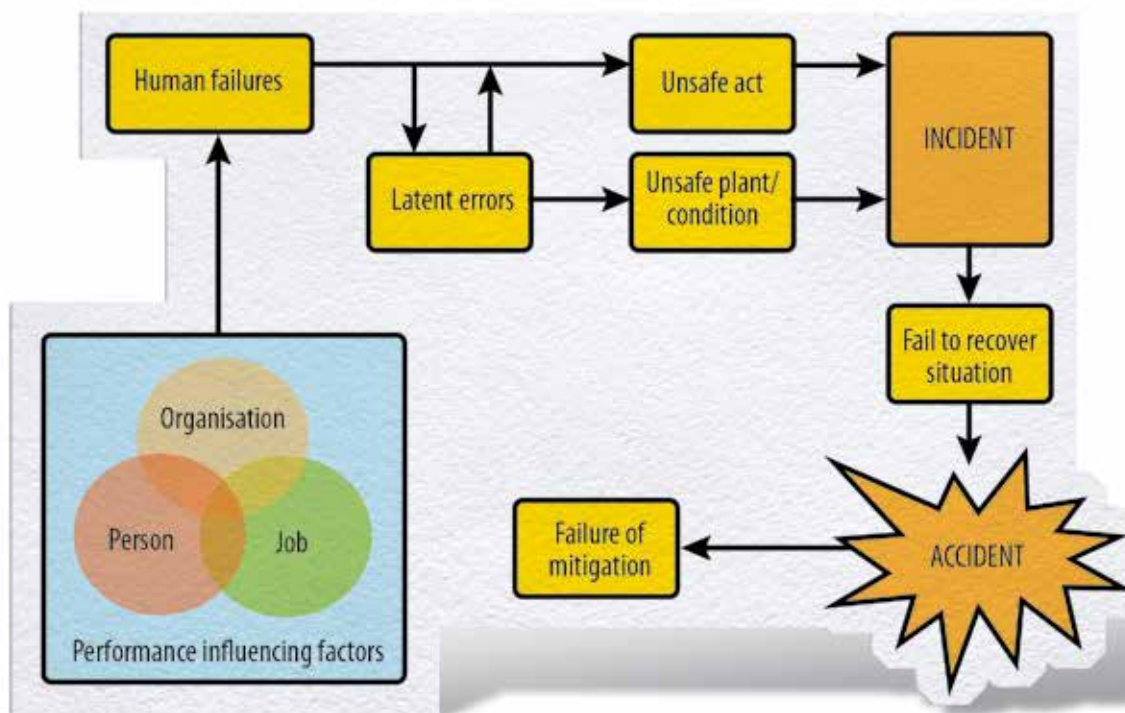 Human failures
Unsafe act
INCIDENT
Latent errors
Unsafe plant/
condition
Fail to recover
situation
Organisation
Person
Job
Performance influencing factors
Failure of
mitigation
ACCIDENT